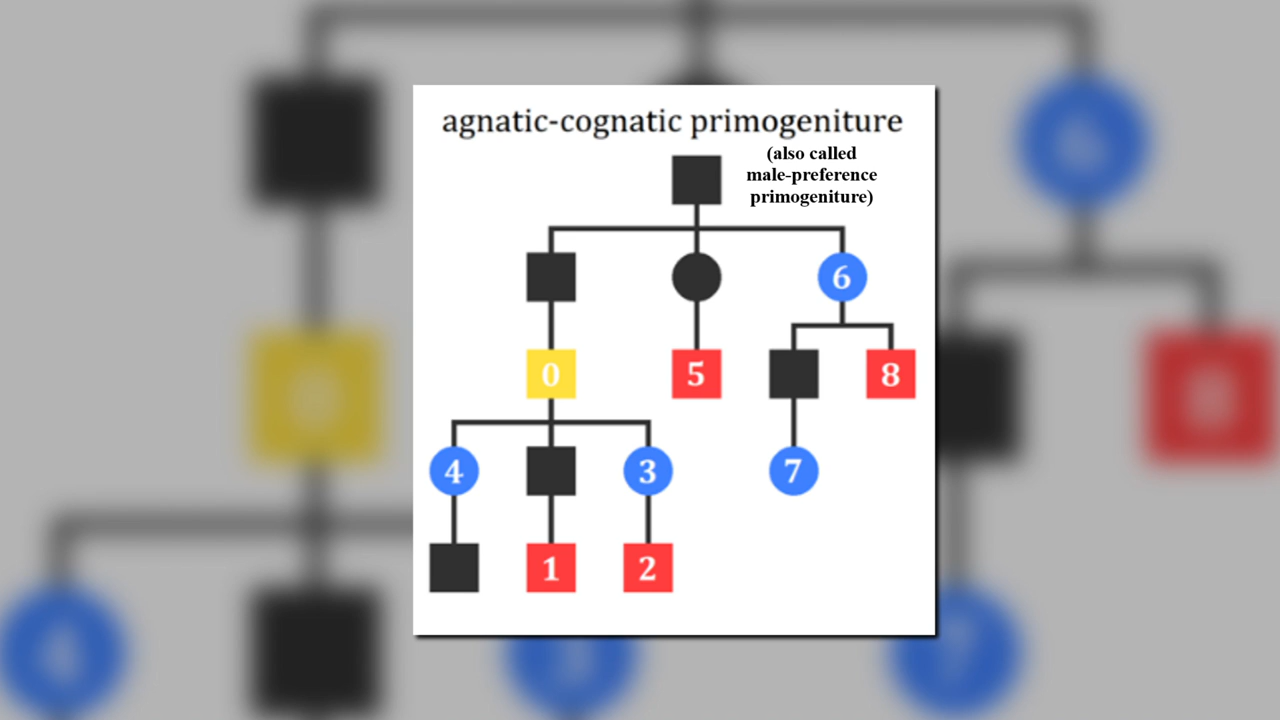 agnatic-cognatic primogeniture
(also called
male-preference
primogeniture)
6
0
5
8
4
3
7
1
2